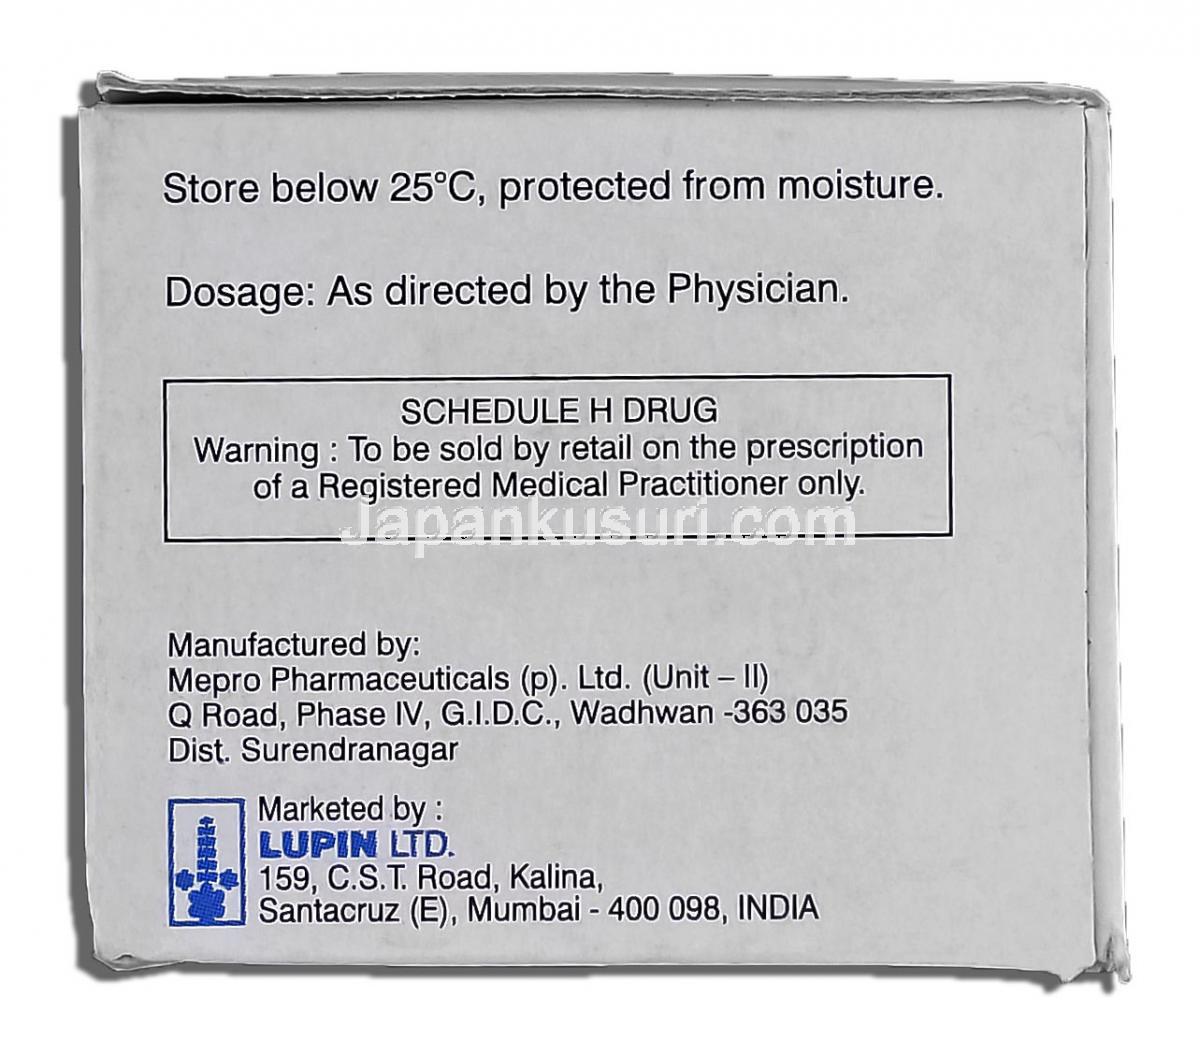 Store below 25°C, protected from moisture.
Dosage: As directed by the Physician.
SCHEDULE H DRUG
Warning : To be sold by retail on the prescription
of a Registered Medical Practitioner only.
Japankusuri.com
Manufactured by:
Mepro Pharmaceuticals (p). Ltd. (Unit – II)
Q Road, Phase IV, G.I.D.C., Wadhwan -363 035
Dist. Surendranagar
Marketed by :
LUPIN LTD.
159, C.S.T. Road, Kalina,
Santacruz (E), Mumbai - 400 098, INDIA